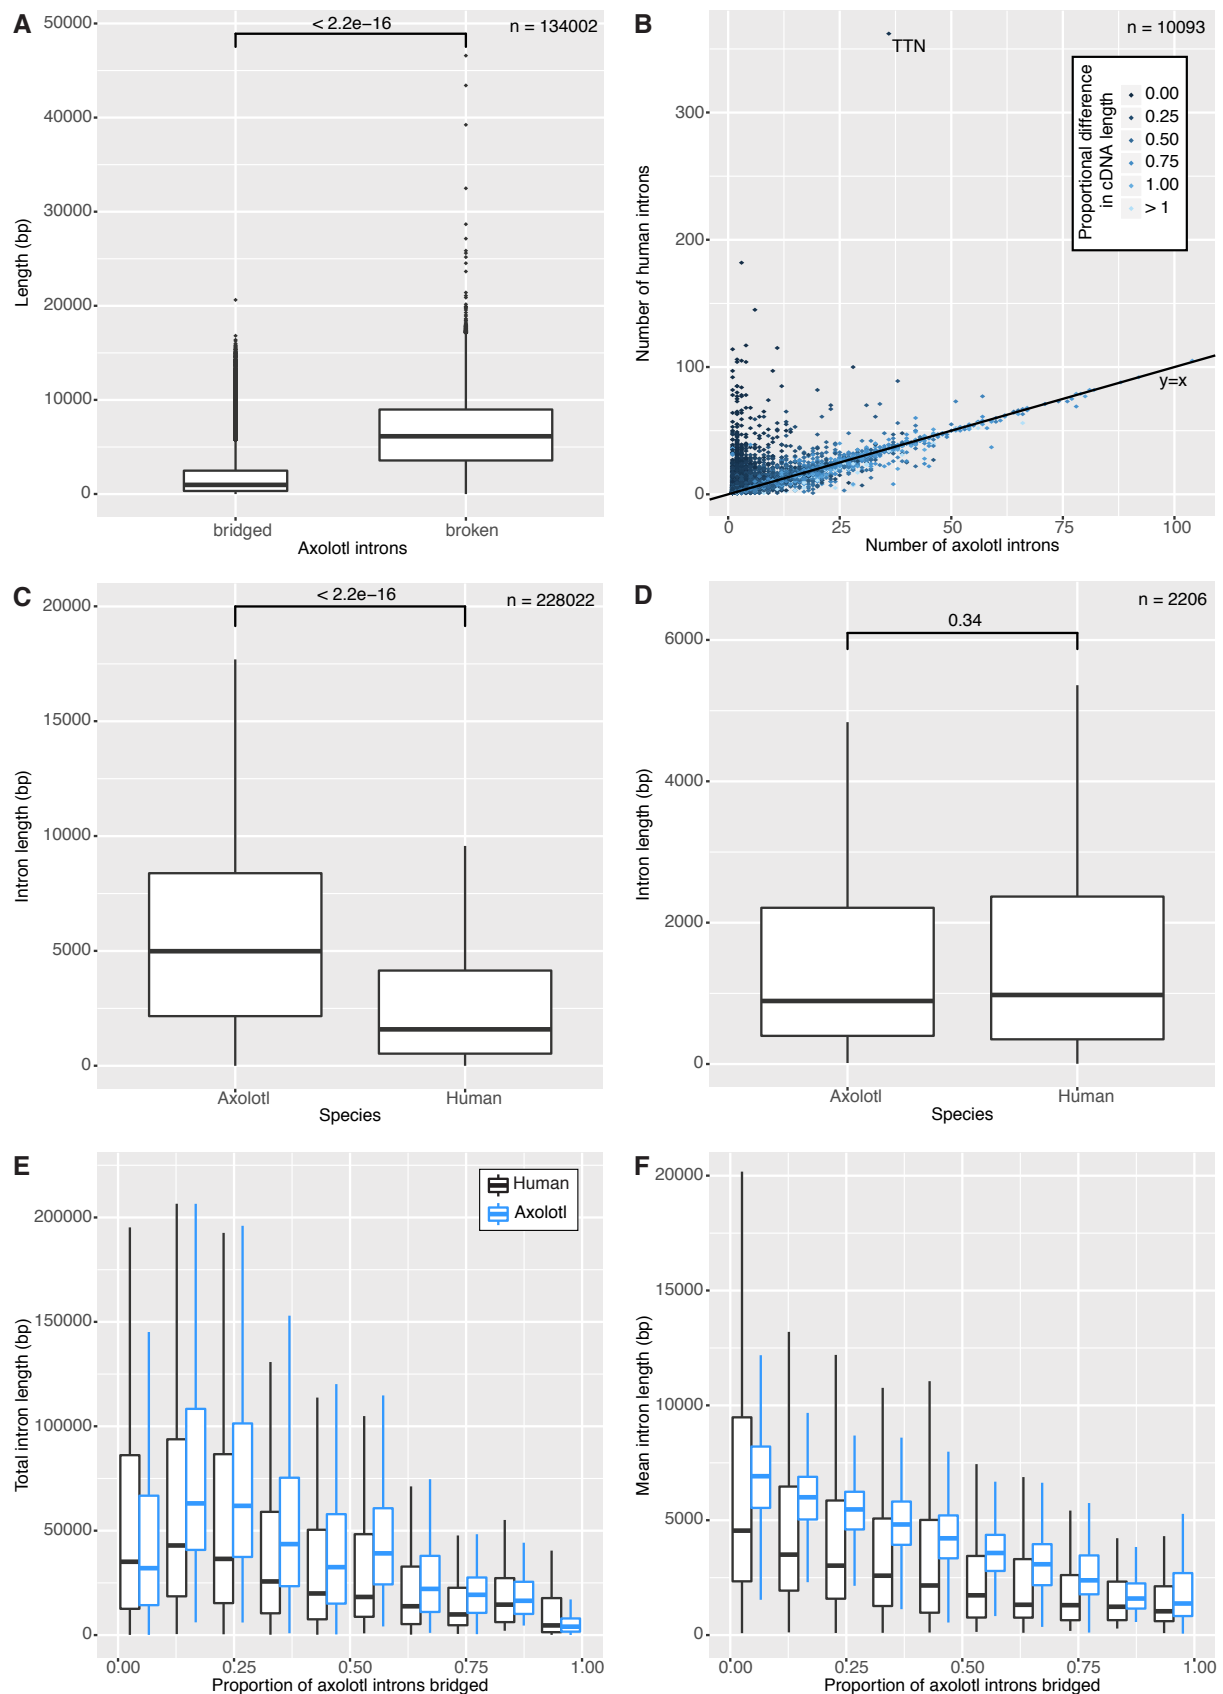 A
< 2.2e−16
n = 134002
50000
40000
30000
20000
10000
0
Length (bp)
bridged
broken
Axolotl introns
B
n = 10093
TTN
Proportional difference
in cDNA length
0.00
0.25
0.50
0.75
1.00
> 1
300
200
100
0
Number of human introns
y=x
0
25
50
75
100
Number of axolotl introns
C
< 2.2e−16
n = 228022
20000
15000
10000
5000
0
Intron length (bp)
Axolotl
Human
Species
D
n = 2206
0.34
6000
4000
2000
0
Intron length (bp)
Axolotl
Human
Species
E
Human
Axolotl
200000
150000
100000
50000
0
Total intron length (bp)
0.00
0.25
0.50
0.75
1.00
Proportion of axolotl introns bridged
F
20000
15000
10000
5000
0
Mean intron length (bp)
0.00
0.25
0.50
0.75
1.00
Proportion of axolotl introns bridged